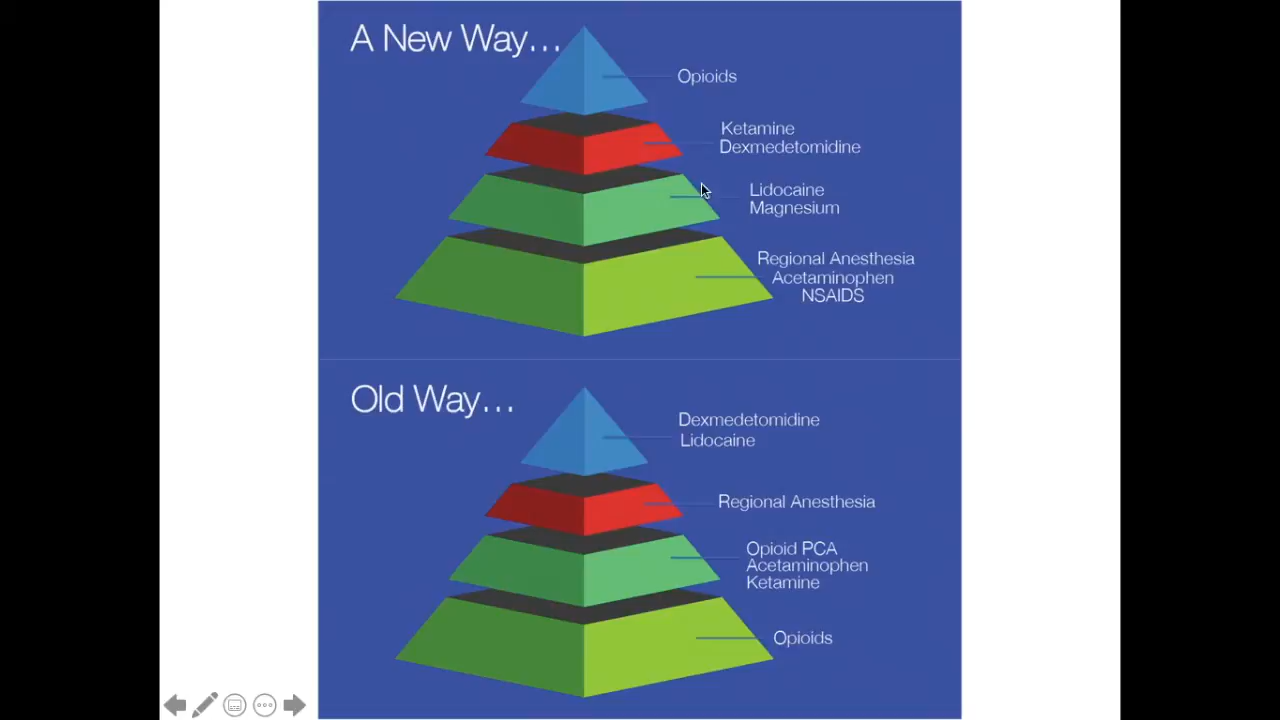 A New Way...
Opioids
Ketamine
Dexmedetomidine
Lidocaine
Magnesium
Regional Anesthesia
Acetaminophen
NSAIDS
Old Way...
Dexmedetomidine
Lidocaine
Regional Anesthesia
Opioid PCA
Acetaminophen
Ketamine
Opioids